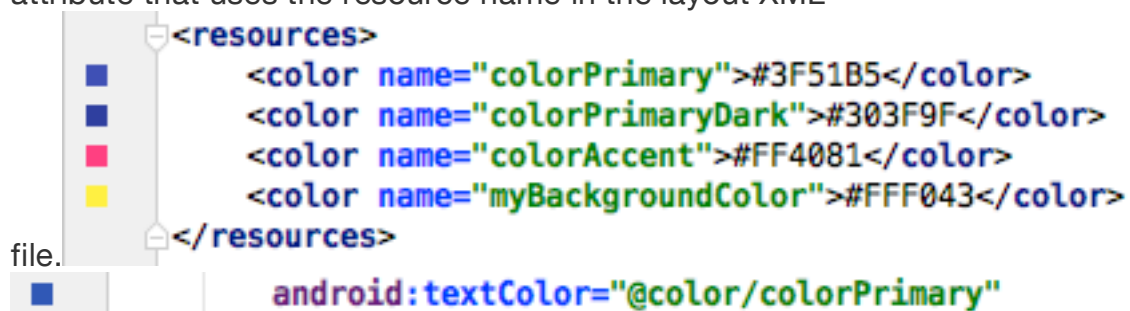 attribute that uses the resource name in the layout XML
<resources>
<color name="colorPrimary">#3F51B5</color>
<color name="colorPrimaryDark">#303F9F</color>
<color name="colorAccent">#FF4081</color>
<color name="myBackgroundColor">#FFF043</color>
</resources>
file.
android:textColor="@color/colorPrimary"